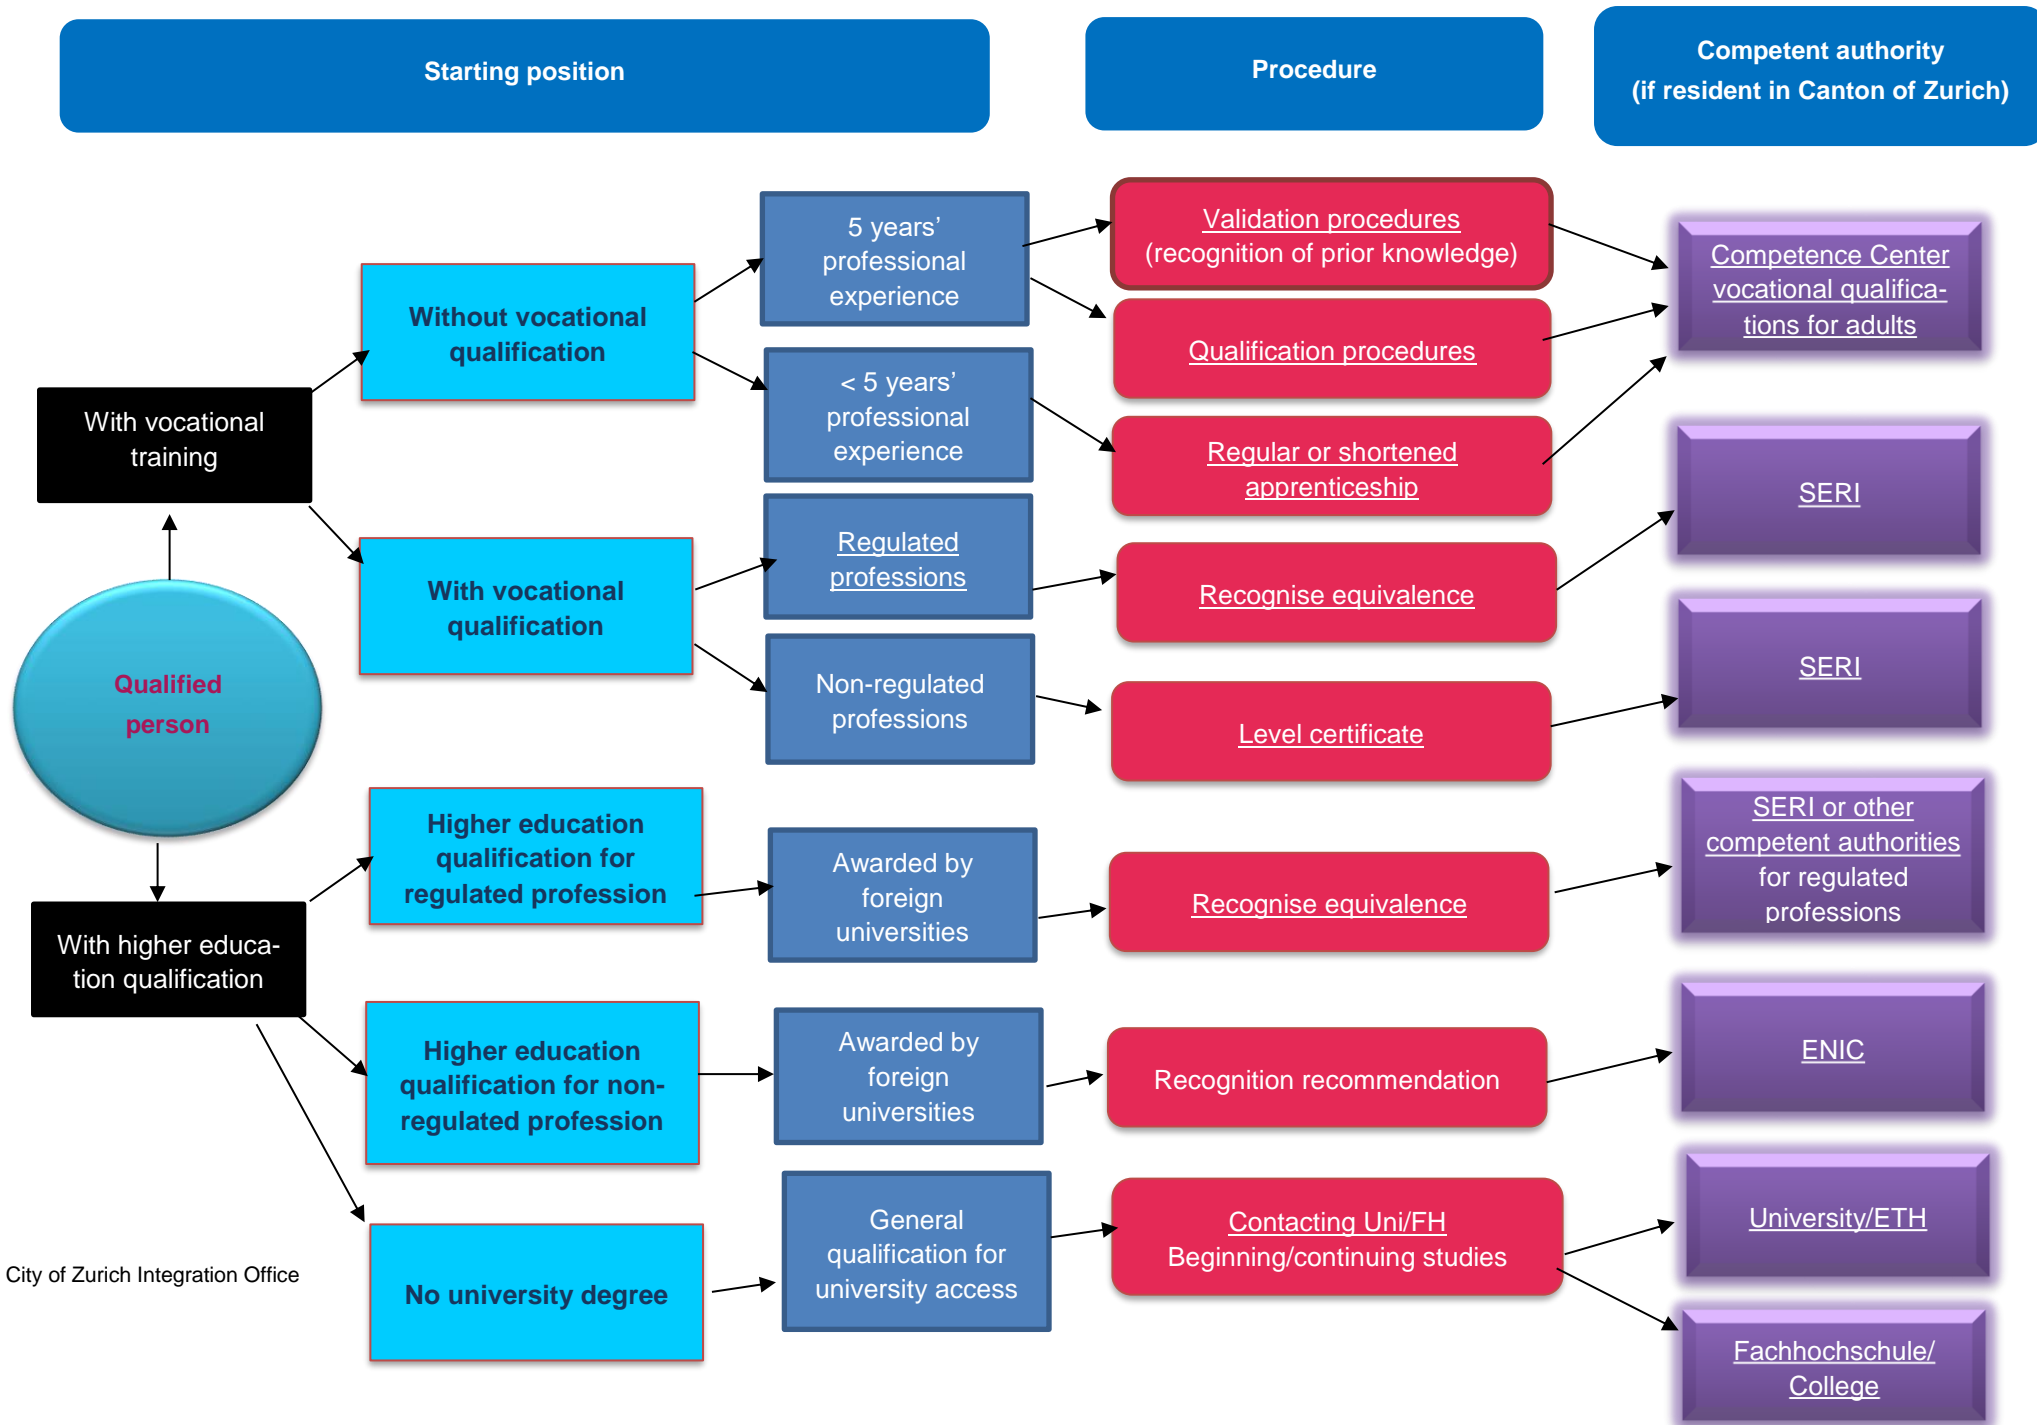 Starting position
Procedure
Competent authority
(if resident in Canton of Zurich)
5 years’
professional
experience
Validation procedures
(recognition of prior knowledge)
Competence Center
vocational qualifica-
tions for adults
Without vocational
qualification
Qualification procedures
< 5 years’
professional
experience
With vocational
training
Regular or shortened
apprenticeship
SERI
Regulated
professions
With vocational
qualification
Recognise equivalence
SERI
Qualified
person
Non-regulated
professions
Level certificate
Higher education
qualification for
regulated profession
Awarded by
foreign
universities
Recognise equivalence
SERI or other
competent authorities
for regulated
professions
With higher educa-
tion qualification
Higher education
qualification for non-
regulated profession
Awarded by
foreign
universities
Recognition recommendation
ENIC
General
qualification for
university access
Contacting Uni/FH
Beginning/continuing studies
University/ETH
City of Zurich Integration Office
No university degree
Fachhochschule/
College